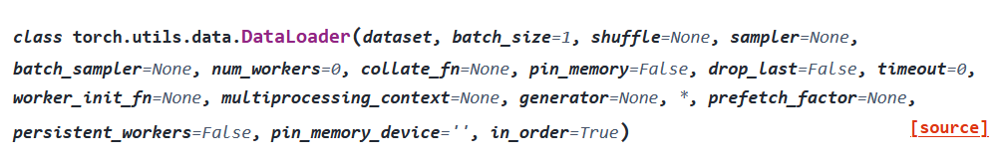 class torch.utils.data.DataLoader(dataset, batch_size=1, shuffle=None, sampler=None,
batch_sampler=None, num_workers=0, collate_fn=None, pin_memory=False, drop_last=False, timeout=0,
worker_init_fn=None, multiprocessing_context=None, generator=None, *, prefetch_factor=None,
persistent_workers=False, pin_memory_device='', in_order=True) [source]